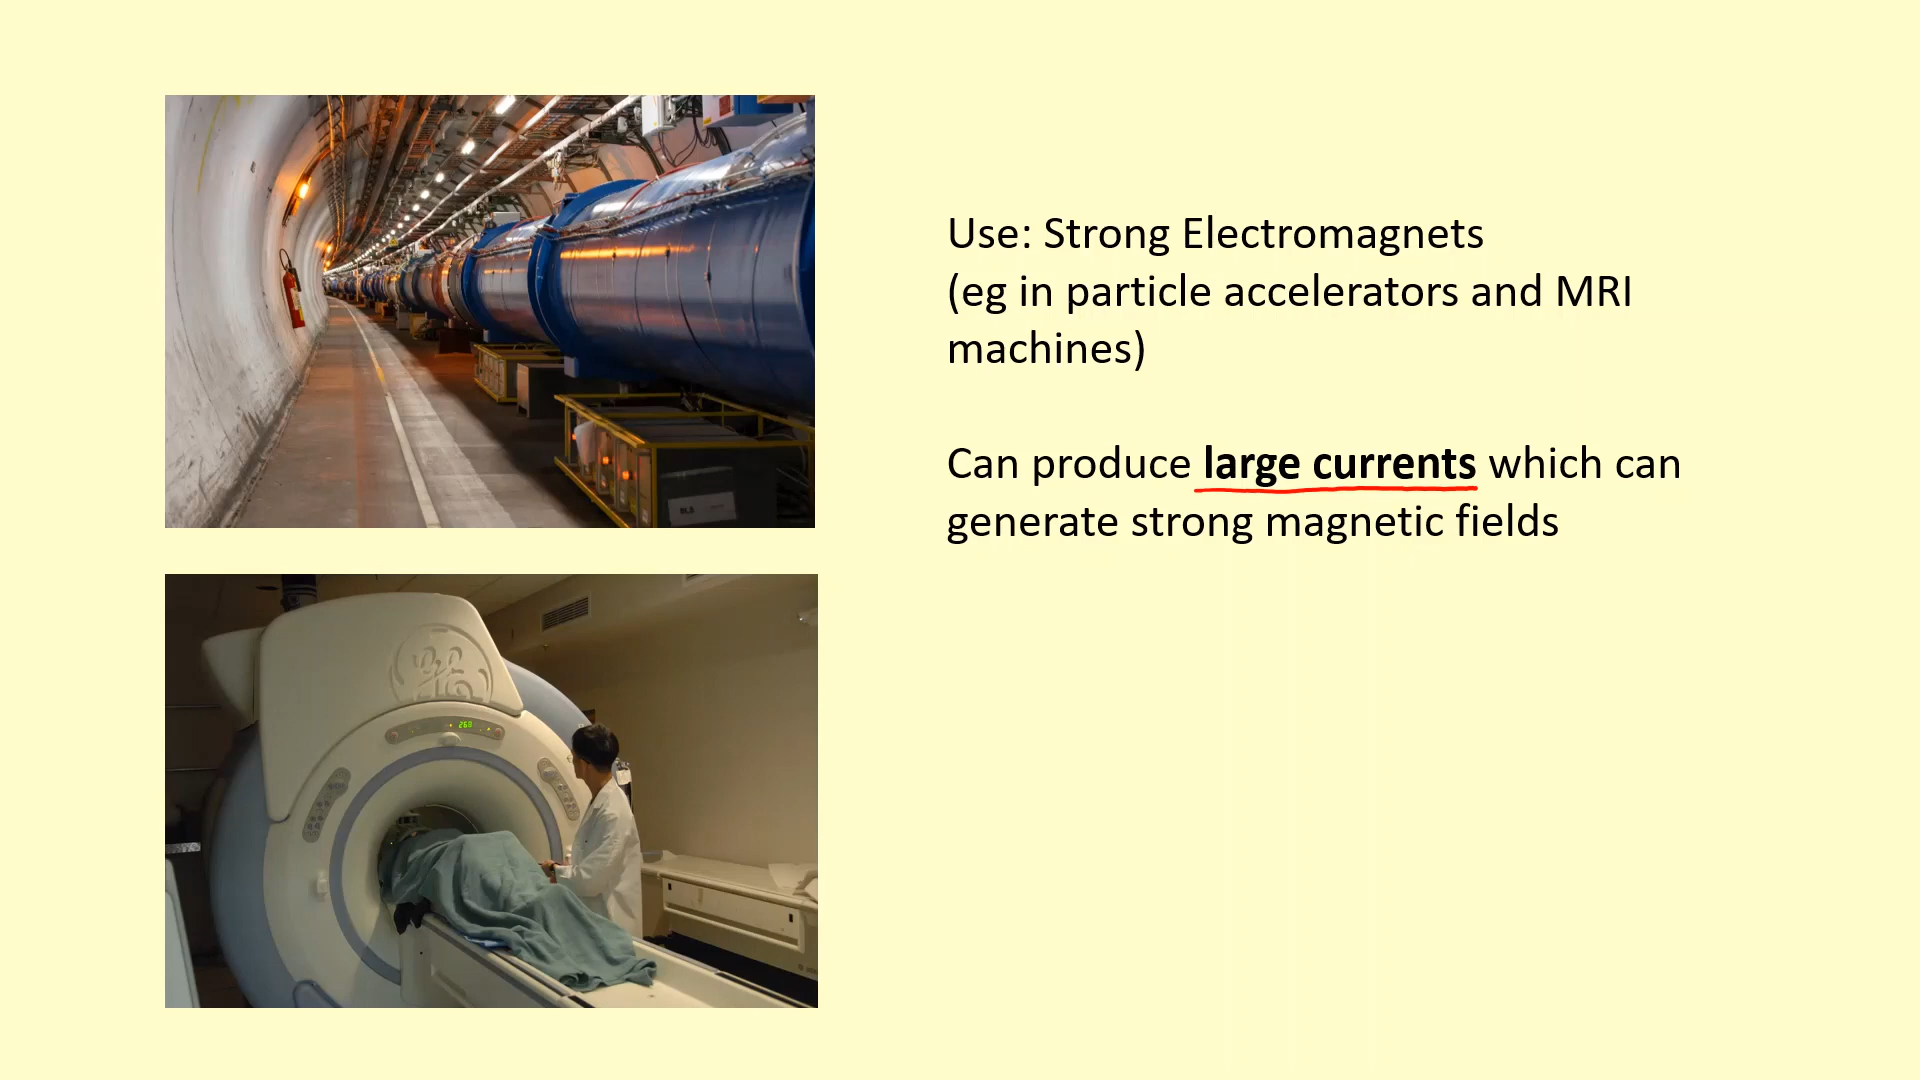 Use: Strong Electromagnets
(eg in particle accelerators and MRI
machines)
Can produce large currents which can
generate strong magnetic fields